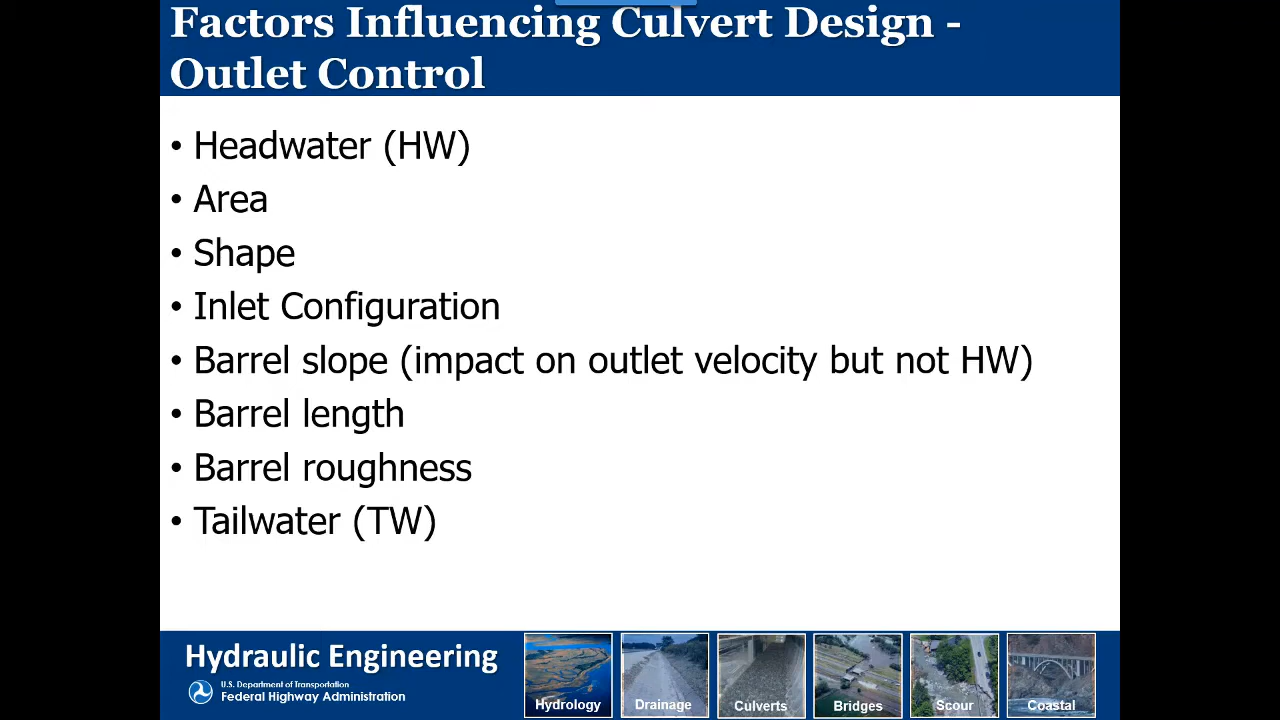 Factors Influencing Culvert Design -
Outlet Control
• Headwater (HW)
• Area
• Shape
• Inlet Configuration
• Barrel slope (impact on outlet velocity but not HW)
• Barrel length
• Barrel roughness
• Tailwater (TW)
Hydraulic Engineering
U.S. Department of Transportation
Federal Highway Administration
Hydrology
Drainage
Culverts
Bridges
Scour
Coastal